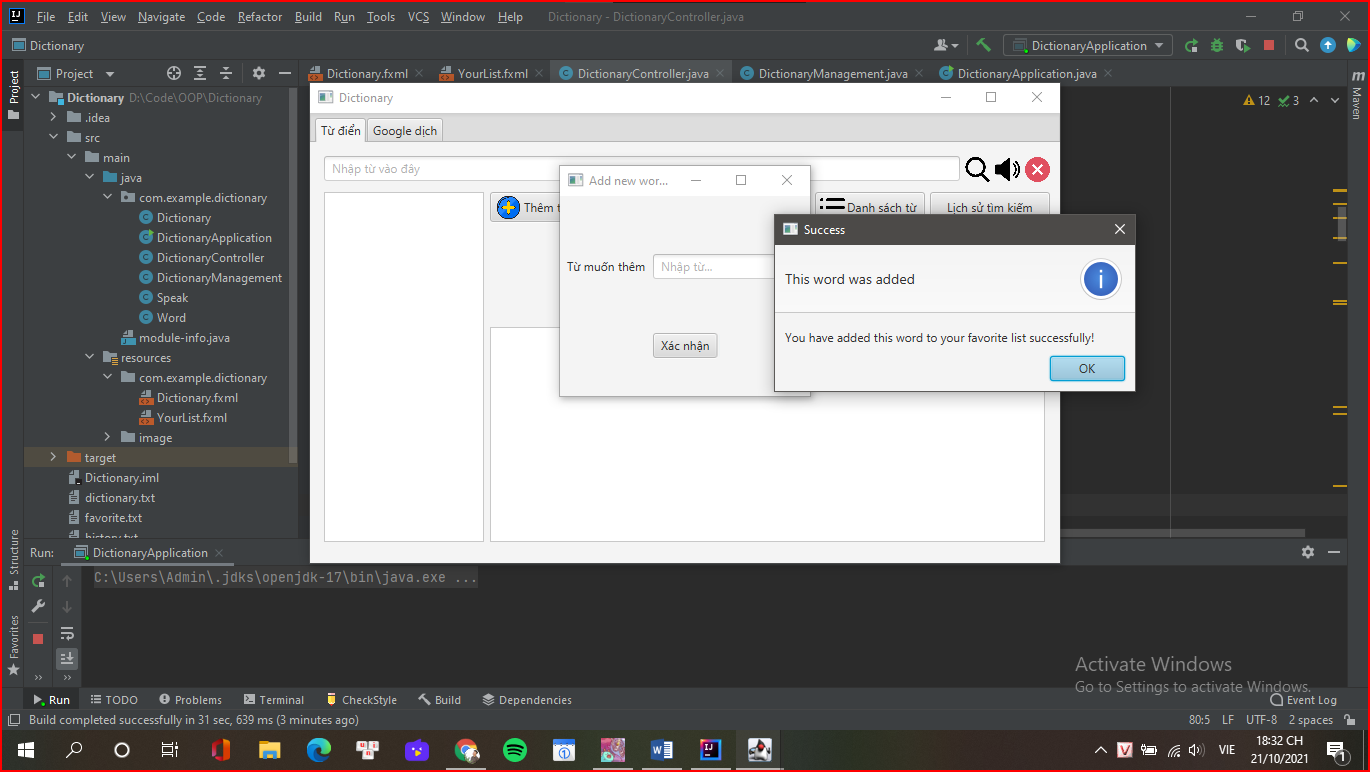 File Edit View Navigate Code Refactor Build Run Tools VCS Window Help Dictionary - DictionaryController.java
Dictionary
DictionaryApplication
Project
Dictionary.fxml
YourList.fxml
DictionaryController.java
DictionaryManagement.java
DictionaryApplication.java
Project
Maven
12
3
Dictionary D:\Code\OOP\Dictionary
.idea
src
main
java
com.example.dictionary
Dictionary
DictionaryApplication
DictionaryController
DictionaryManagement
Speak
Word
module-info.java
resources
com.example.dictionary
Dictionary.fxml
YourList.fxml
image
target
Dictionary.iml
dictionary.txt
favorite.txt
history.txt
Dictionary
Từ điển
Google dịch
Nhập từ vào đây
Thêm t
Danh sách từ
Lịch sử tìm kiếm
Add new wor...
Từ muốn thêm
Nhập từ...
Xác nhận
Success
This word was added
You have added this word to your favorite list successfully!
OK
Structure
Favorites
Run: DictionaryApplication
C:\Users\Admin\.jdks\openjdk-17\bin\java.exe ...
Activate Windows
Go to Settings to activate Windows.
Run TODO Problems Terminal CheckStyle Build Dependencies
Event Log
Build completed successfully in 31 sec, 639 ms (3 minutes ago)
80:5 LF UTF-8 2 spaces
VIE
18:32 CH
21/10/2021
1